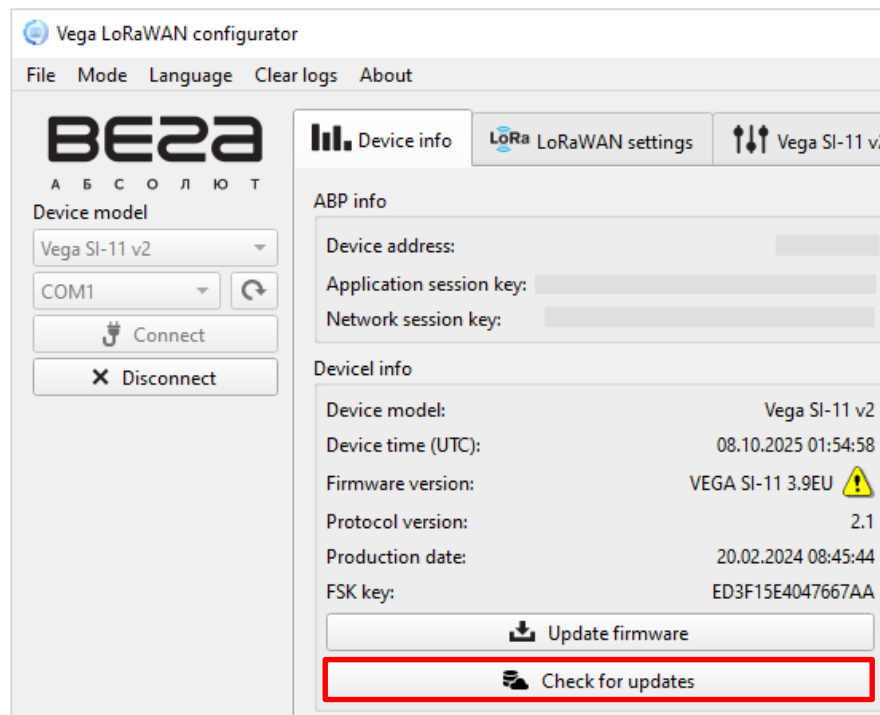 Vega LoRaWAN configurator
File Mode Language Clear logs About
ВЕГА
АБСОЛЮТ
Device model
Vega SI-11 v2
COM1
Connect
Disconnect
Device info
LoRa LoRaWAN settings
Vega SI-11 v
ABP info
Device address:
Application session key:
Network session key:
Devicel info
Device model: Vega SI-11 v2
Device time (UTC): 08.10.2025 01:54:58
Firmware version: VEGA SI-11 3.9EU
Protocol version: 2.1
Production date: 20.02.2024 08:45:44
FSK key: ED3F15E4047667AA
Update firmware
Check for updates